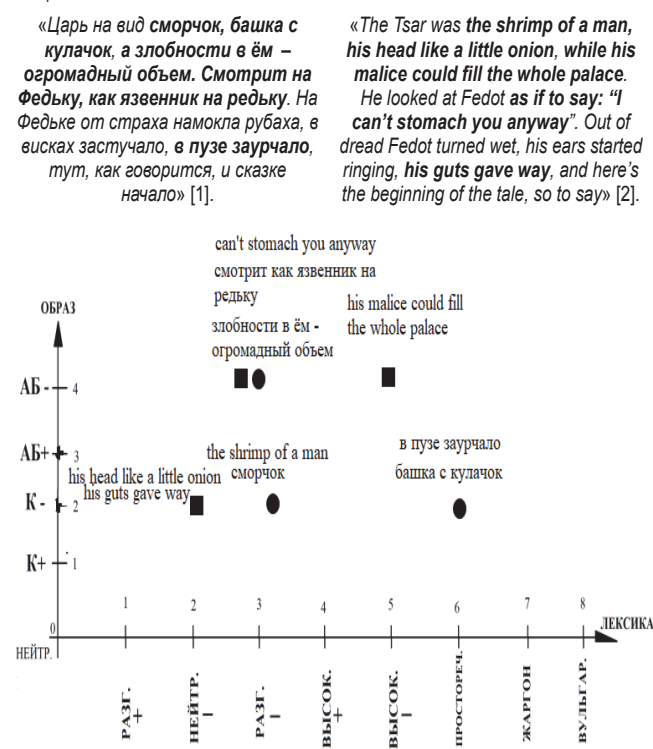 «Царь на вид сморчок, башка с
кулачок, а злобности в ём –
огромадный объем. Смотрит на
Федьку, как язвенник на редьку. На
Федьке от страха намокла рубаха, в
висках застучало, в пузе заурчало,
тут, как говорится, и сказке
начало» [1].
«The Tsar was the shrimp of a man,
his head like a little onion, while his
malice could fill the whole palace.
He looked at Fedot as if to say: “I
can’t stomach you anyway”. Out of
dread Fedot turned wet, his ears started
ringing, his guts gave way, and here’s
the beginning of the tale, so to say» [2].
can't stomach you anyway
смотрит как язвенник на
редьку
злобности в ём -
огромадный объем
his malice could fill
the whole palace
ОБРАЗ
АБ - 4
АБ+ 3
the shrimp of a man
сморчок
в пузе заурчало
башка с кулачок
his head like a little onion
his guts gave way
К - 2
К+ 1
1 2 3 4 5 6 7 8
ЛЕКСИКА
0
НЕЙТР.
РАЗГ. +
НЕЙТР. –
РАЗГ. –
ВЫСОК. +
ВЫСОК. –
ПРОСТОРЕЧ.
ЖАРГОН
ВУЛЬГАР.